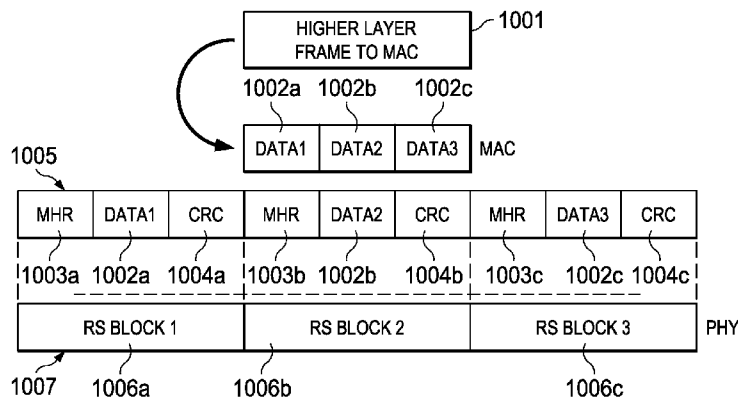 HIGHER LAYER
FRAME TO MAC
1001
1002a 1002b 1002c
DATA1 DATA2 DATA3 MAC
1005
MHR DATA1 CRC MHR DATA2 CRC MHR DATA3 CRC
1003a 1002a 1004a 1003b 1002b 1004b 1003c 1002c 1004c
RS BLOCK 1 RS BLOCK 2 RS BLOCK 3 PHY
1007 1006a 1006b 1006c